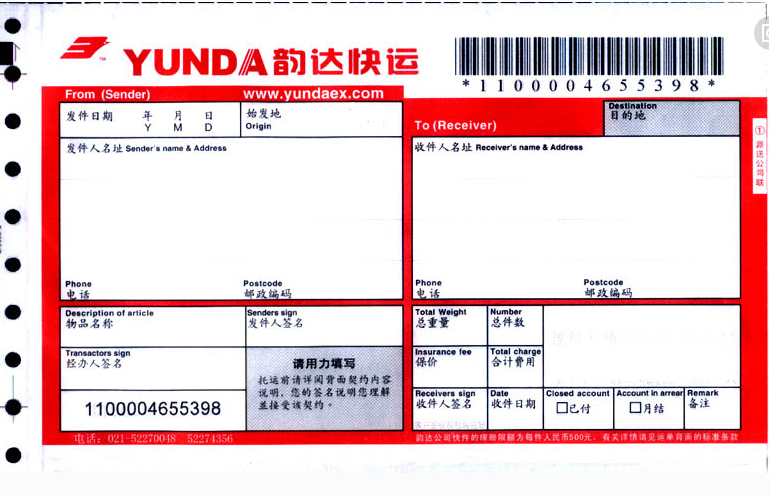 YUNDA韵达快运
*1100004655398*
From (Sender)
www.yundaex.com
发件日期 年 月 日
Y M D
始发地
Origin
To (Receiver)
Destination
目的地
发件人名址 Sender's name & Address
收件人名址 Receiver's name & Address
Phone
电话
Postcode
邮政编码
Phone
电话
Postcode
邮政编码
Description of article
物品名称
Senders sign
发件人签名
Total Weight
总重量
Number
总件数
Transactors sign
经办人签名
请用力填写
托运前请详阅背面契约内容
说明，您的签名说明您理解
并接受该契约。
Insurance fee
保价
Total charge
合计费用
1100004655398
Receivers sign
收件人签名
Date
收件日期
Closed account
□已付
Account in arrear
□月结
Remark
备注
电话：021-52270048 52274356
韵达公司快件的理赔限额为每件人民币500元，有关详情请见运单背面的标准条款
①
派送公司联